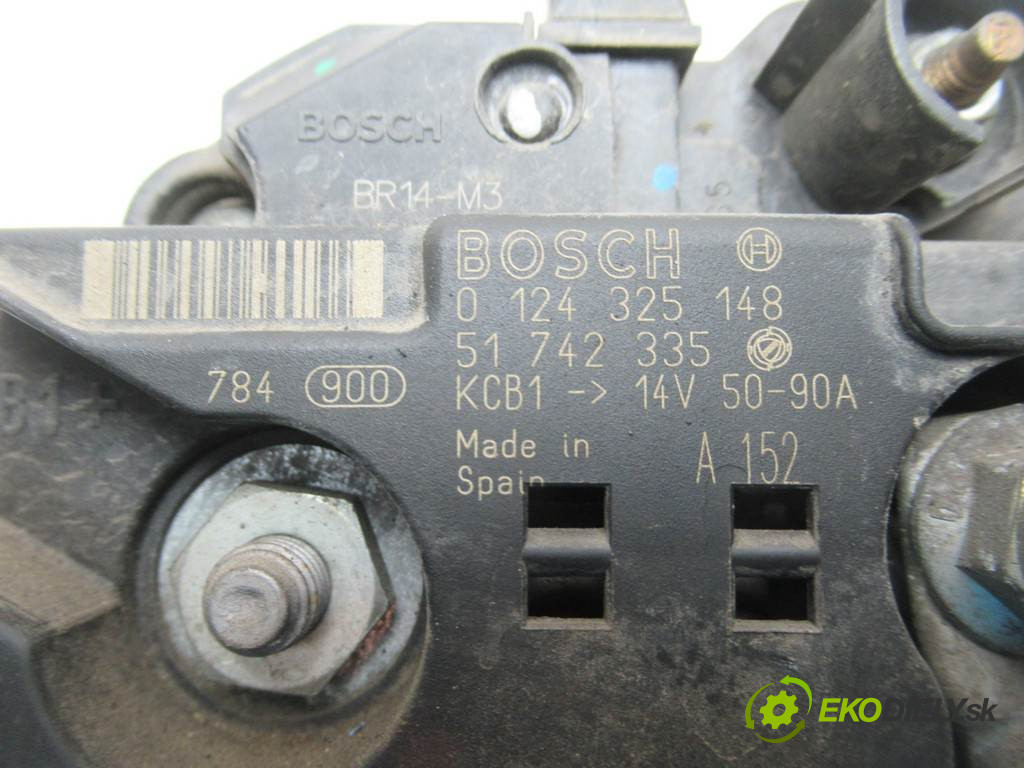 BOSCH
BR14-M3
BOSCH
0 124 325 148
51 742 335
784 900 KCB1 -> 14V 50-90A
Made in
Spain
A 152
B1+
EKODIELY.sk